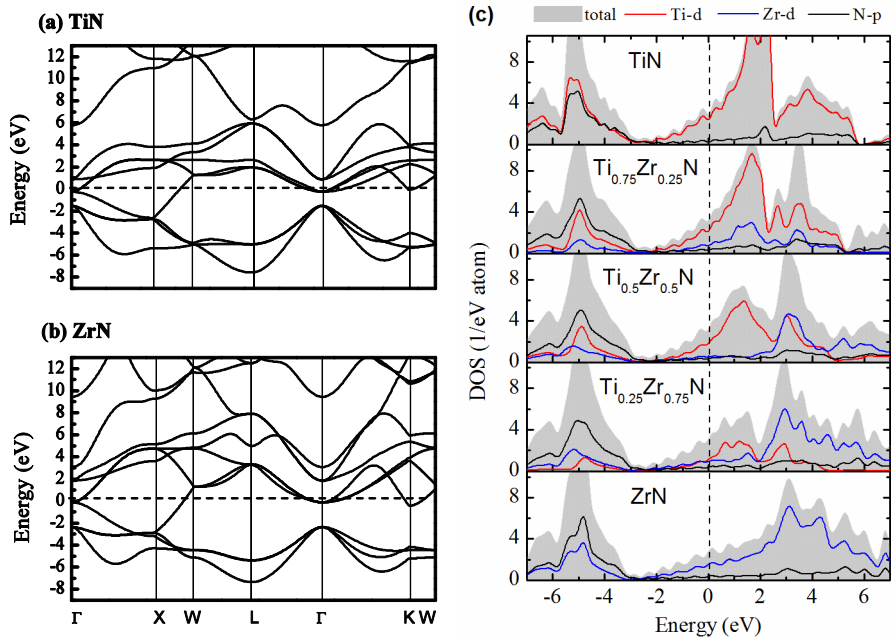 (a) TiN
Energy (eV)
12
10
8
6
4
2
0
-2
-4
-6
-8
(b) ZrN
Energy (eV)
12
10
8
6
4
2
0
-2
-4
-6
-8
Γ X W L Γ K W
(c) total Ti-d Zr-d N-p
DOS (1/eV atom)
TiN
8
4
0
Ti0.75Zr0.25N
8
4
0
Ti0.5Zr0.5N
8
4
0
Ti0.25Zr0.75N
8
4
0
ZrN
8
4
0
-6 -4 -2 0 2 4 6
Energy (eV)